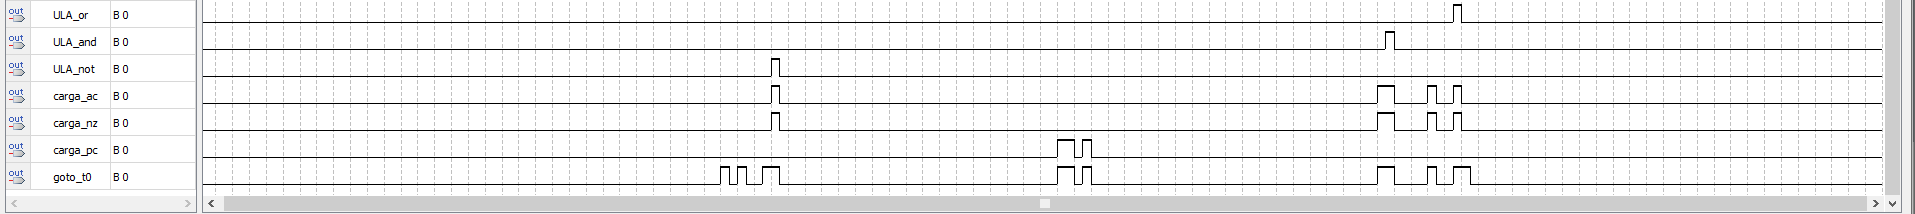 out ULA_or B 0
out ULA_and B 0
out ULA_not B 0
out carga_ac B 0
out carga_nz B 0
out carga_pc B 0
out goto_t0 B 0